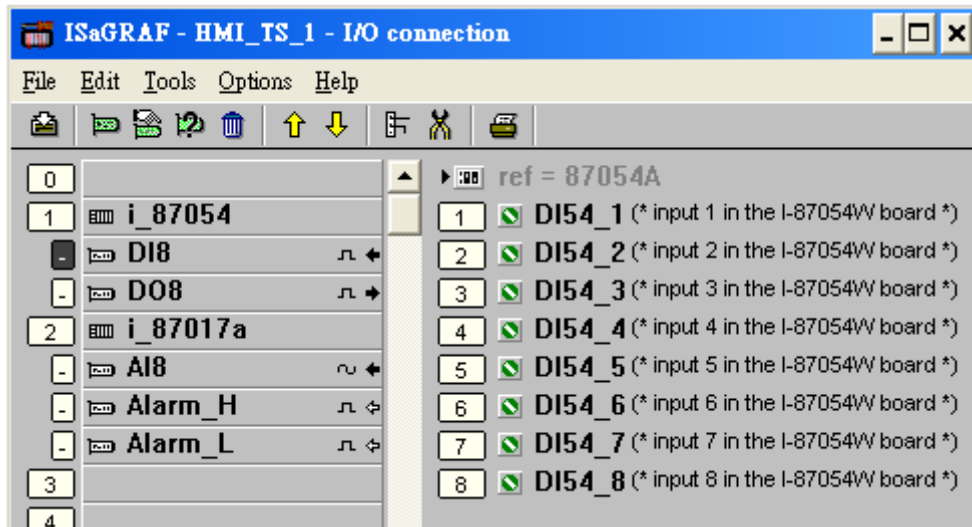 ISaGRAF - HMI_TS_1 - I/O connection
File Edit Tools Options Help
0
1 i_87054
- DI8
- DO8
2 i_87017a
- AI8
- Alarm_H
- Alarm_L
3
4
ref = 87054A
1 DI54_1 (* input 1 in the I-87054W board *)
2 DI54_2 (* input 2 in the I-87054W board *)
3 DI54_3 (* input 3 in the I-87054W board *)
4 DI54_4 (* input 4 in the I-87054W board *)
5 DI54_5 (* input 5 in the I-87054W board *)
6 DI54_6 (* input 6 in the I-87054W board *)
7 DI54_7 (* input 7 in the I-87054W board *)
8 DI54_8 (* input 8 in the I-87054W board *)